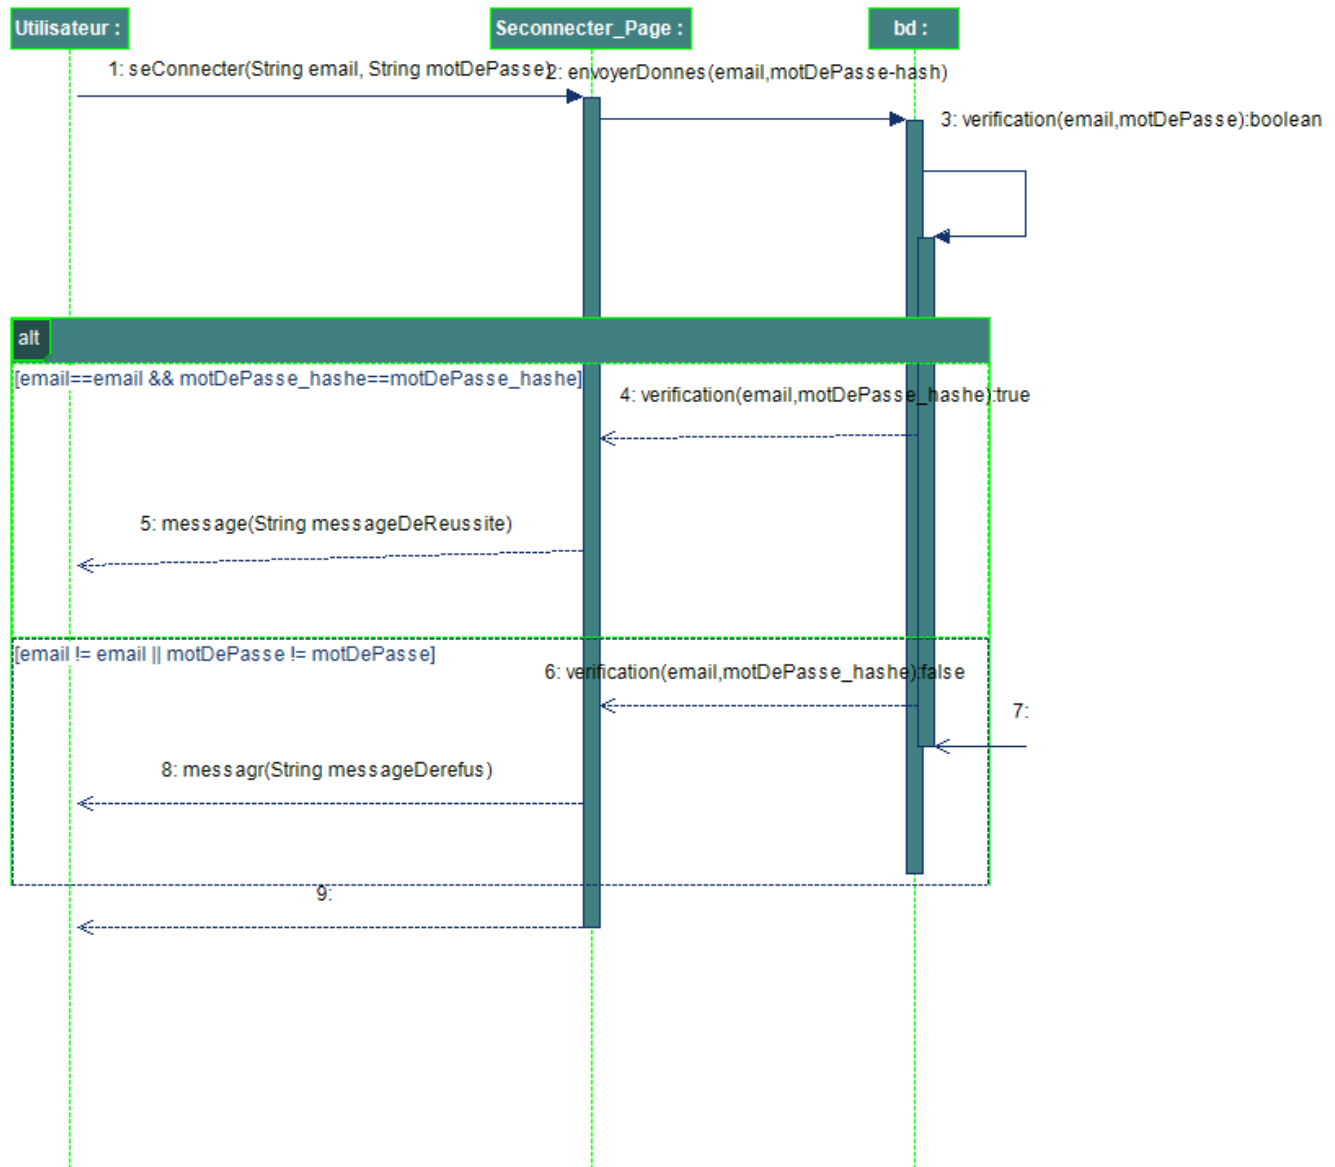 Utilisateur :
Seconnecter_Page :
bd :
1: seConnecter(String email, String motDePasse)
2: envoyerDonnes(email,motDePasse-hash)
3: verification(email,motDePasse):boolean
alt
[email==email && motDePasse_hashe==motDePasse_hashe]
4: verification(email,motDePasse_hashe):true
5: message(String messageDeReussite)
[email != email || motDePasse != motDePasse]
6: verification(email,motDePasse_hashe):false
7:
8: messagr(String messageDerefus)
9: